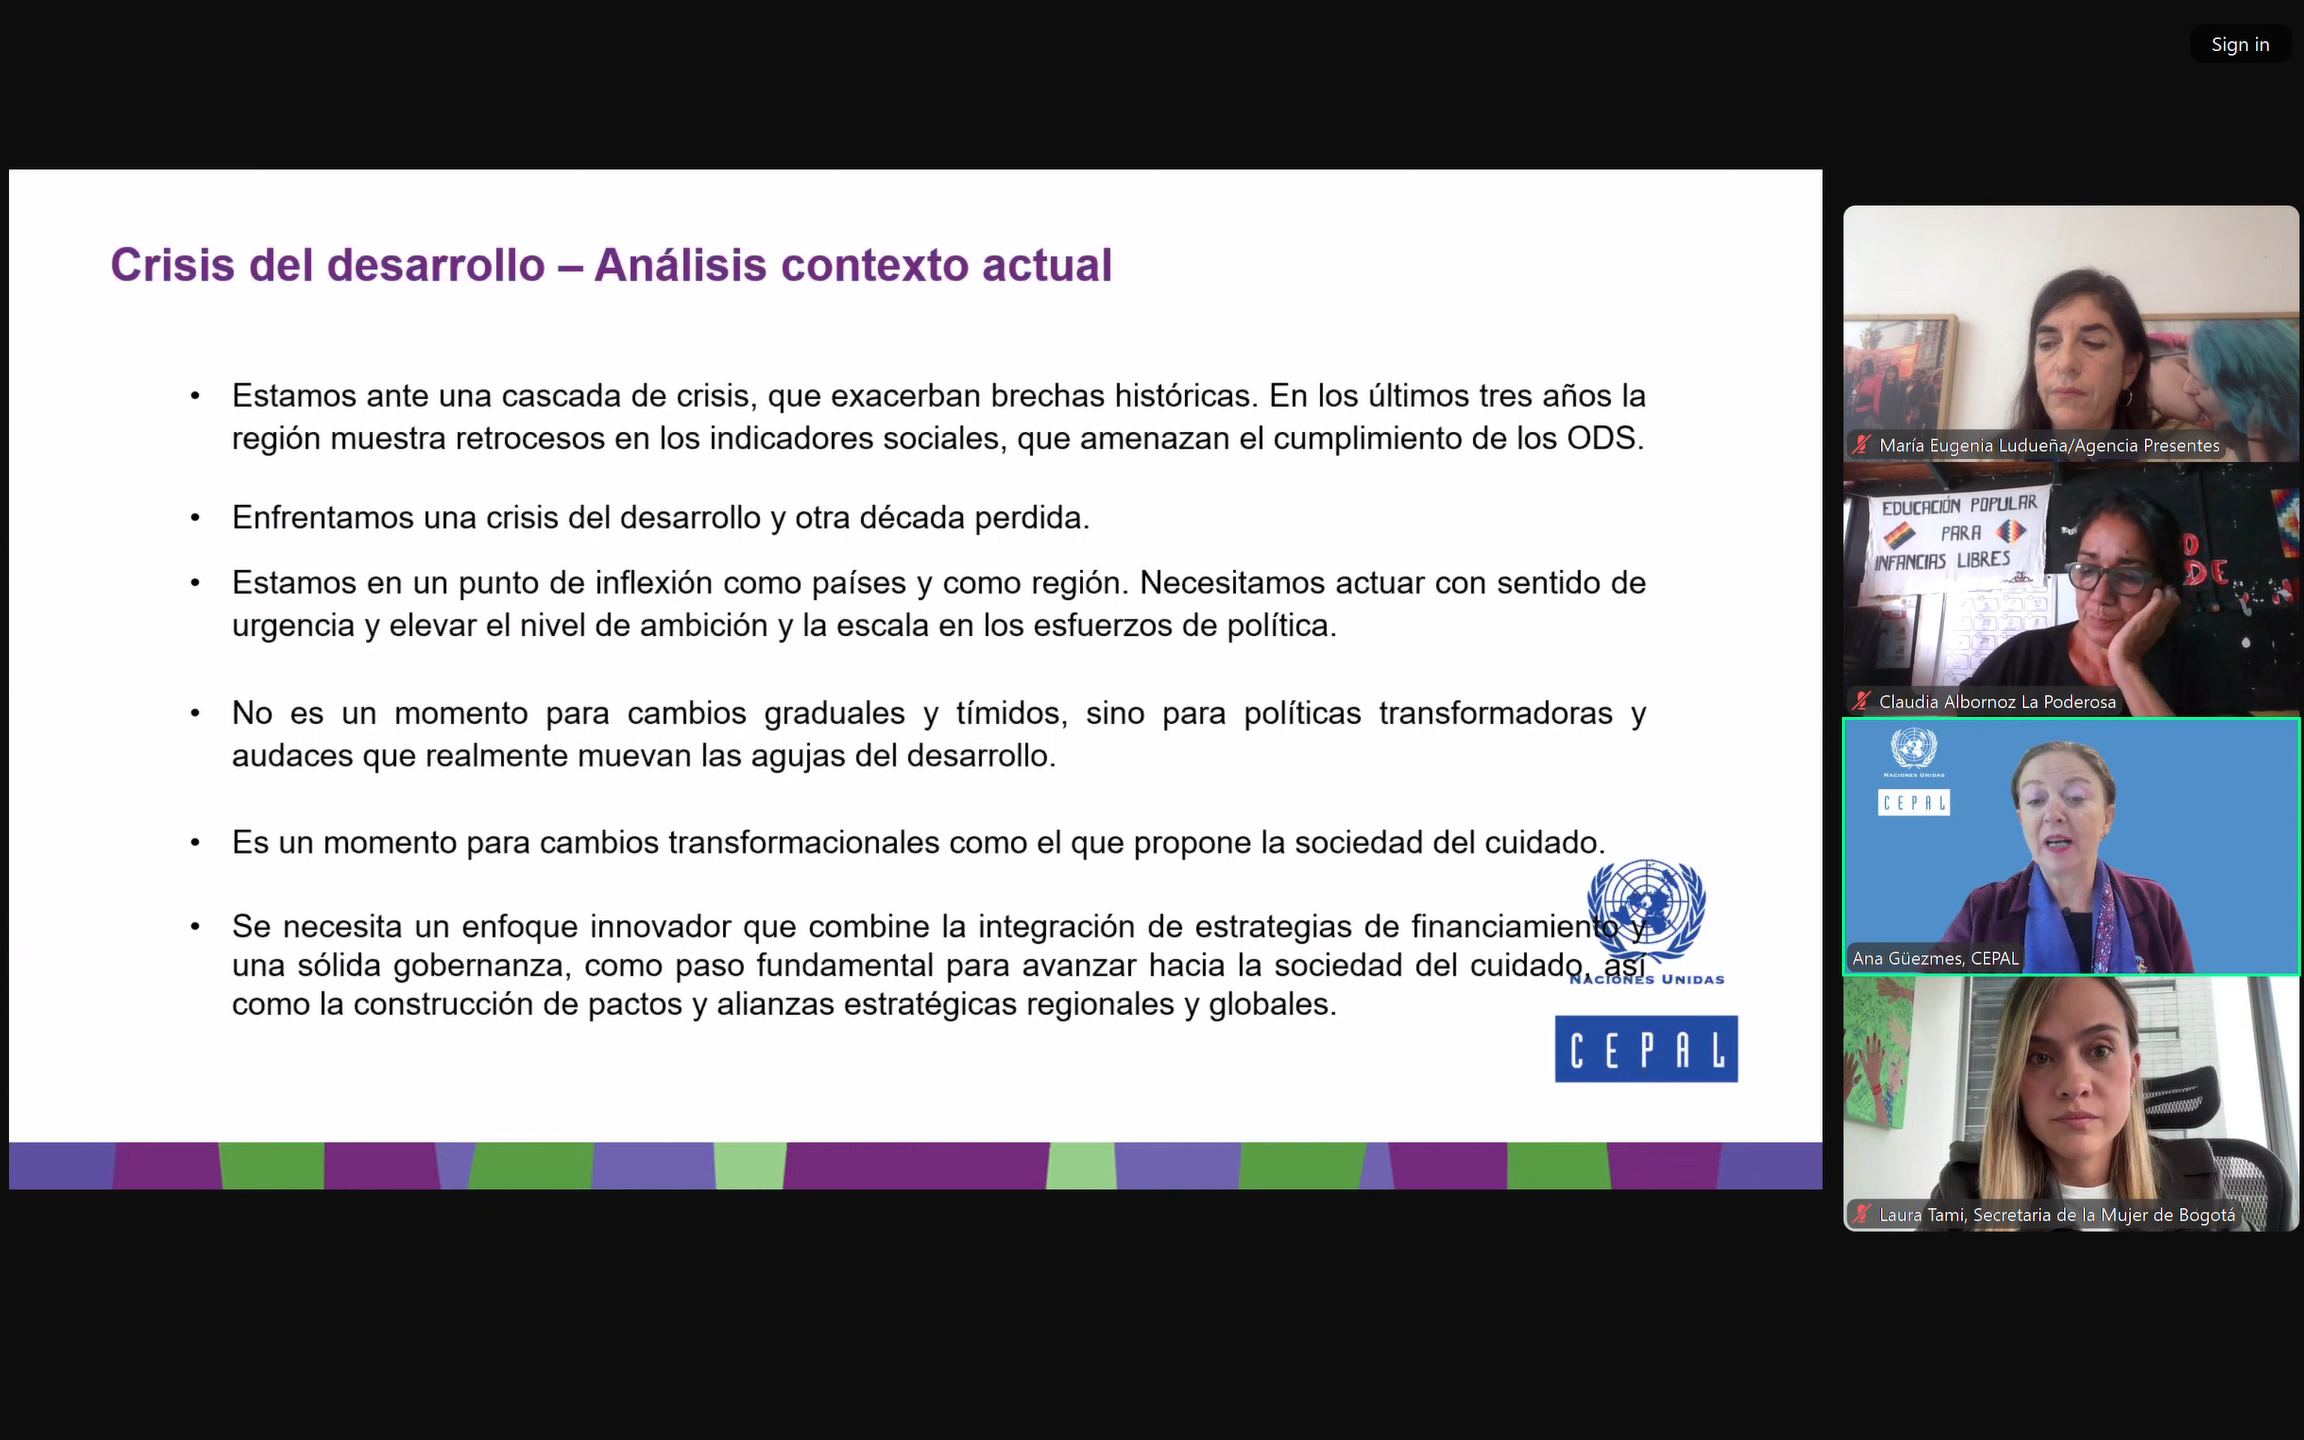 Sign in
Crisis del desarrollo – Análisis contexto actual
• Estamos ante una cascada de crisis, que exacerban brechas históricas. En los últimos tres años la
región muestra retrocesos en los indicadores sociales, que amenazan el cumplimiento de los ODS.
• Enfrentamos una crisis del desarrollo y otra década perdida.
• Estamos en un punto de inflexión como países y como región. Necesitamos actuar con sentido de
urgencia y elevar el nivel de ambición y la escala en los esfuerzos de política.
• No es un momento para cambios graduales y tímidos, sino para políticas transformadoras y
audaces que realmente muevan las agujas del desarrollo.
• Es un momento para cambios transformacionales como el que propone la sociedad del cuidado.
• Se necesita un enfoque innovador que combine la integración de estrategias de financiamiento y
una sólida gobernanza, como paso fundamental para avanzar hacia la sociedad del cuidado, así
como la construcción de pactos y alianzas estratégicas regionales y globales.
NACIONES UNIDAS
CEPAL
María Eugenia Ludueña/Agencia Presentes
EDUCACIÓN POPULAR
PARA
INFANCIAS LIBRES
DE
Claudia Albornoz La Poderosa
NACIONES UNIDAS
CEPAL
Ana Güezmes, CEPAL
Laura Tami, Secretaria de la Mujer de Bogotá